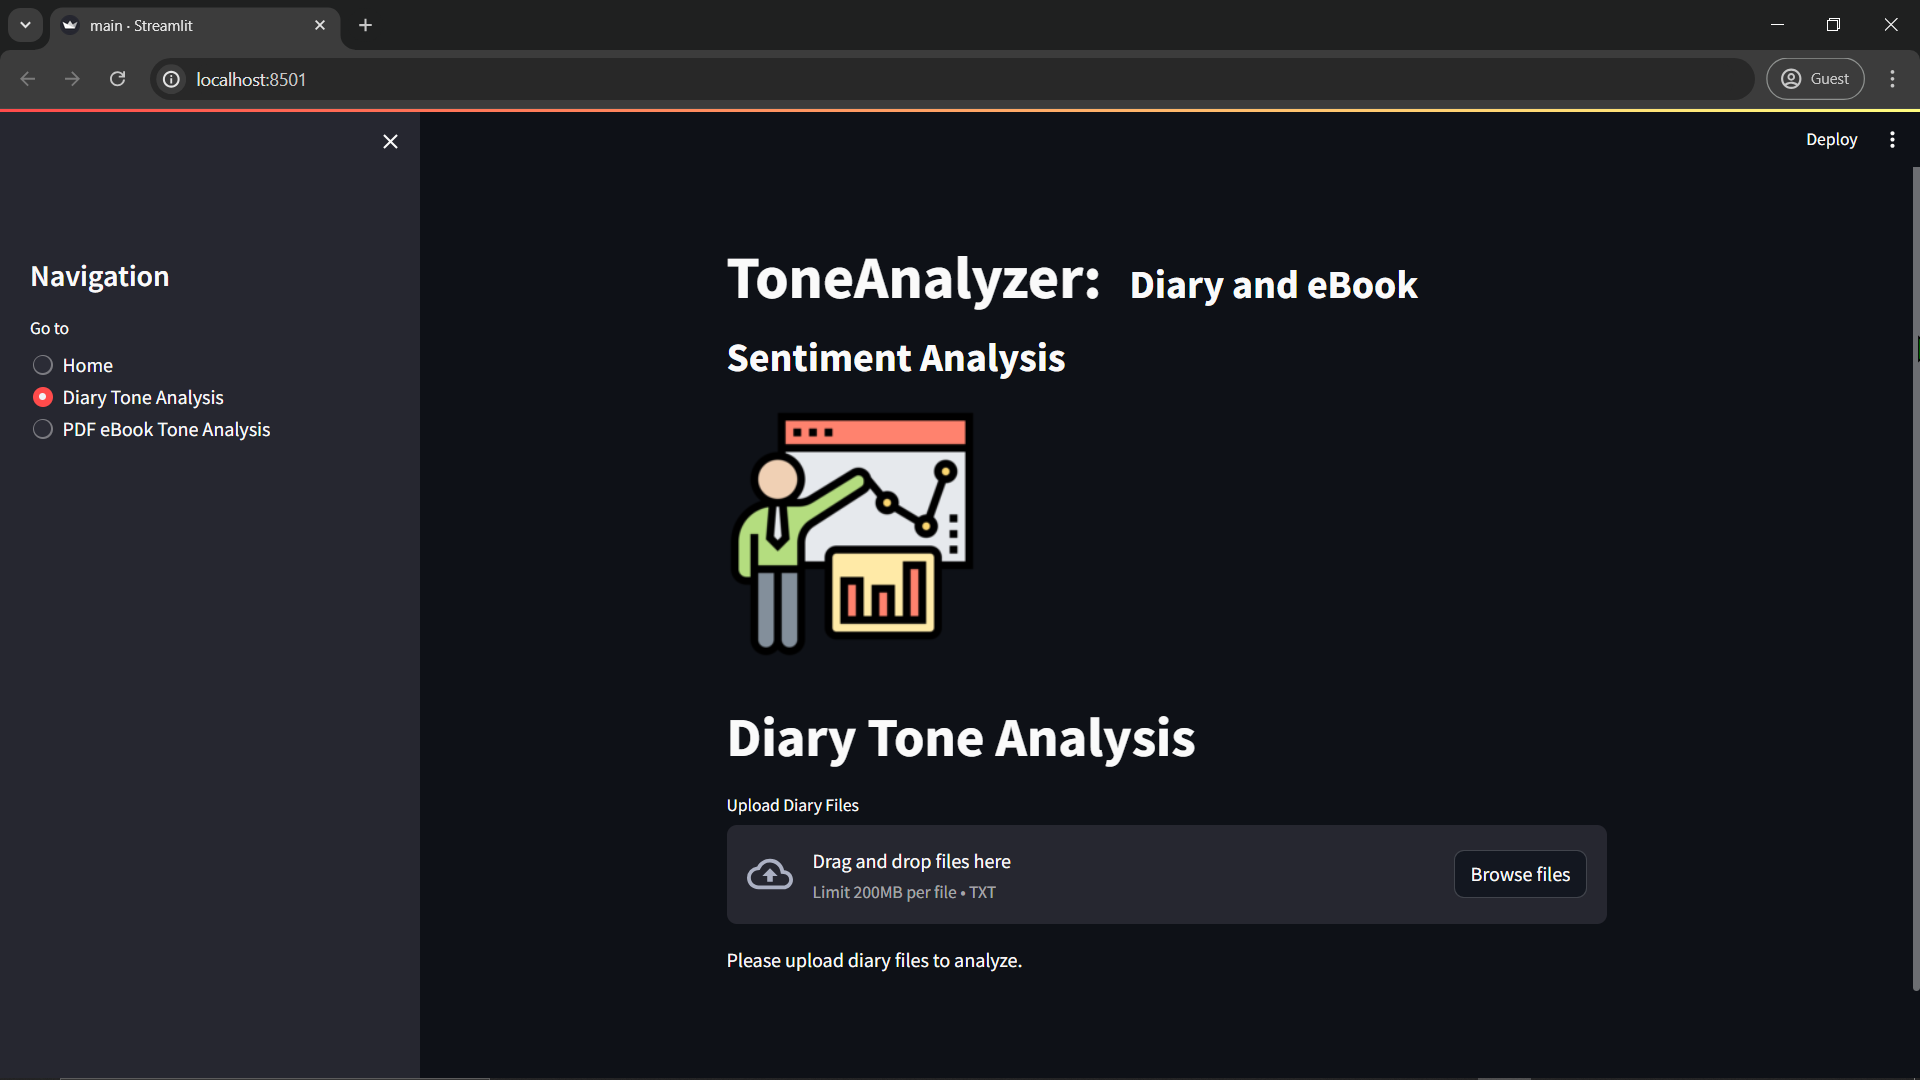 main · Streamlit
localhost:8501
Guest
Deploy
Navigation
Go to
Home
Diary Tone Analysis
PDF eBook Tone Analysis
ToneAnalyzer: Diary and eBook
Sentiment Analysis
Diary Tone Analysis
Upload Diary Files
Drag and drop files here
Limit 200MB per file • TXT
Browse files
Please upload diary files to analyze.